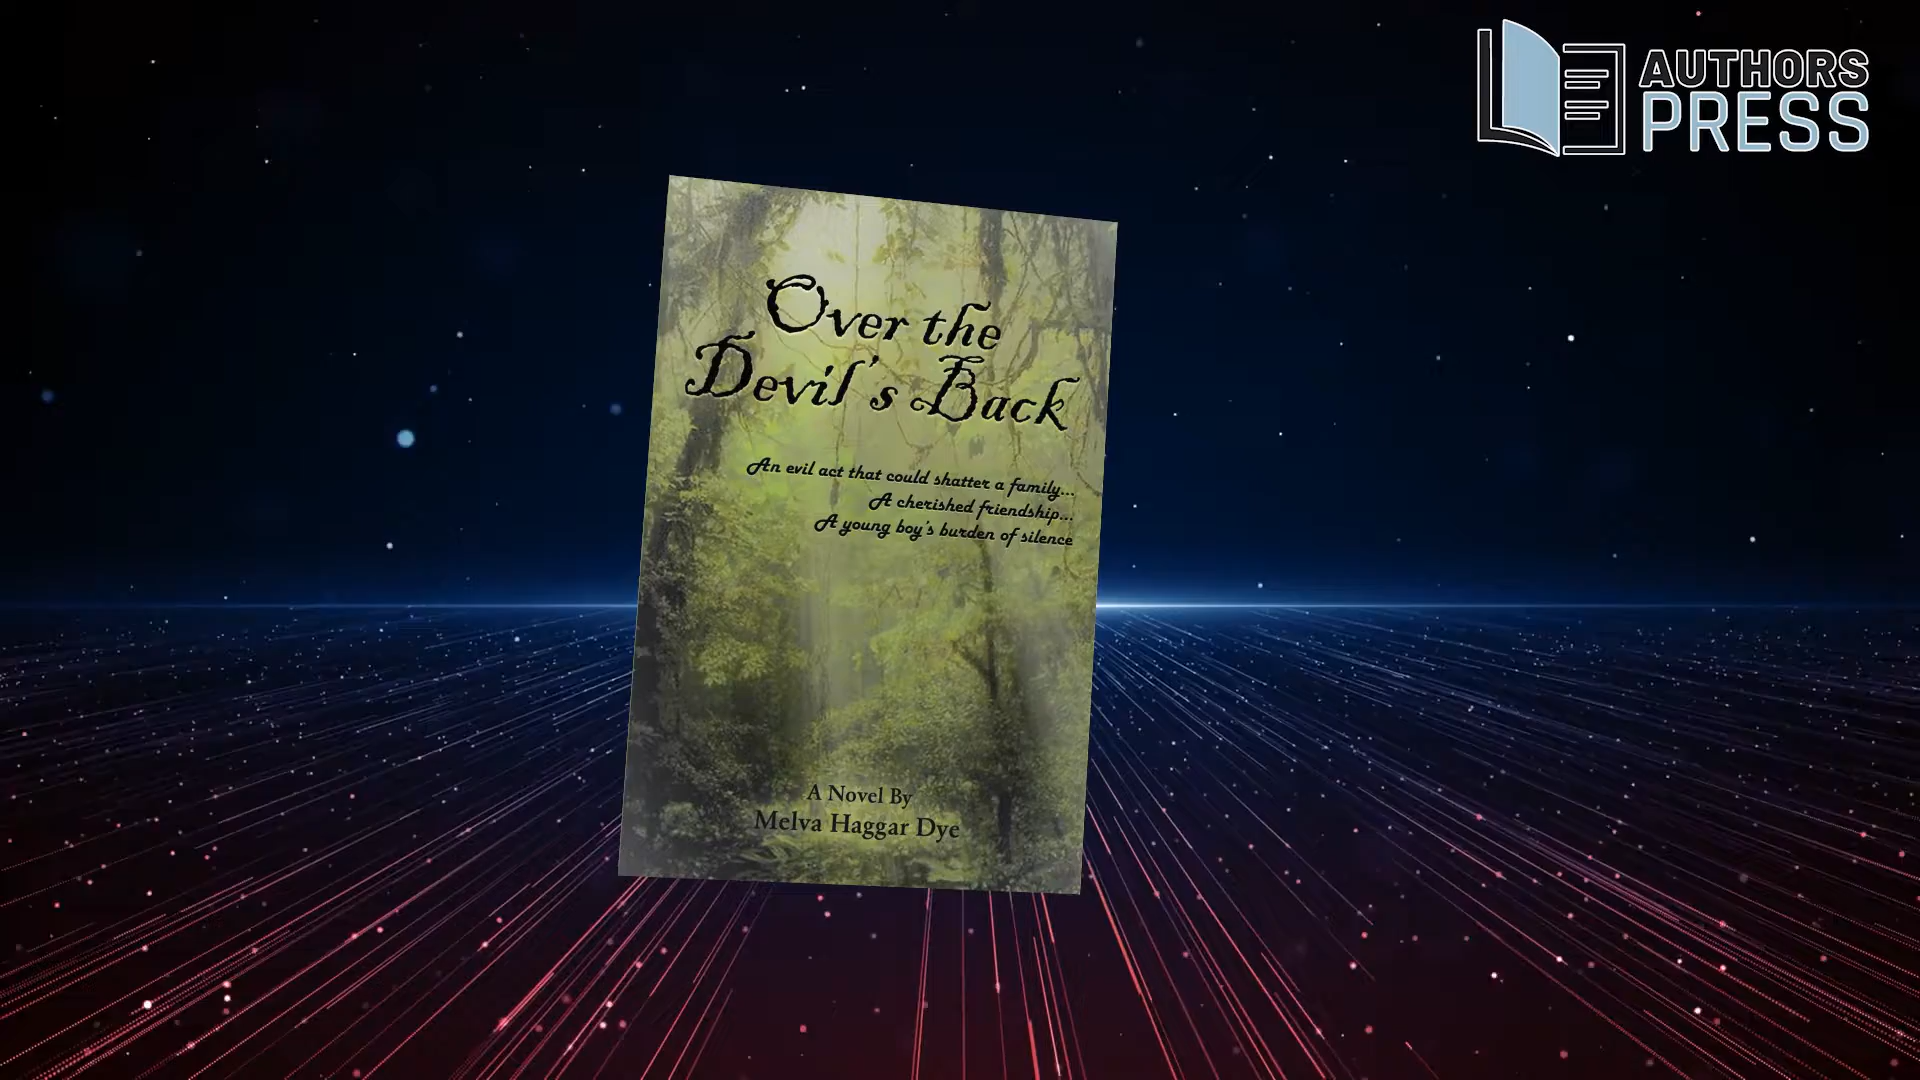 AUTHORS
PRESS
Over the
Devil's Back
An evil act that could shatter a family...
A cherished friendship...
A young boy's burden of silence
A Novel By
Melva Haggar Dye